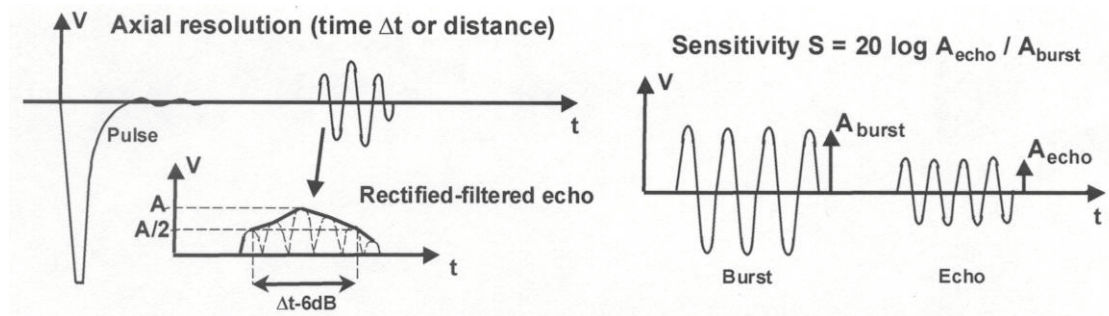 V
Axial resolution (time Δt or distance)
t
Pulse
V
Rectified-filtered echo
A
A/2
t
Δt-6dB
Sensitivity S = 20 log Aecho / Aburst
V
Aburst
Aecho
t
Burst
Echo